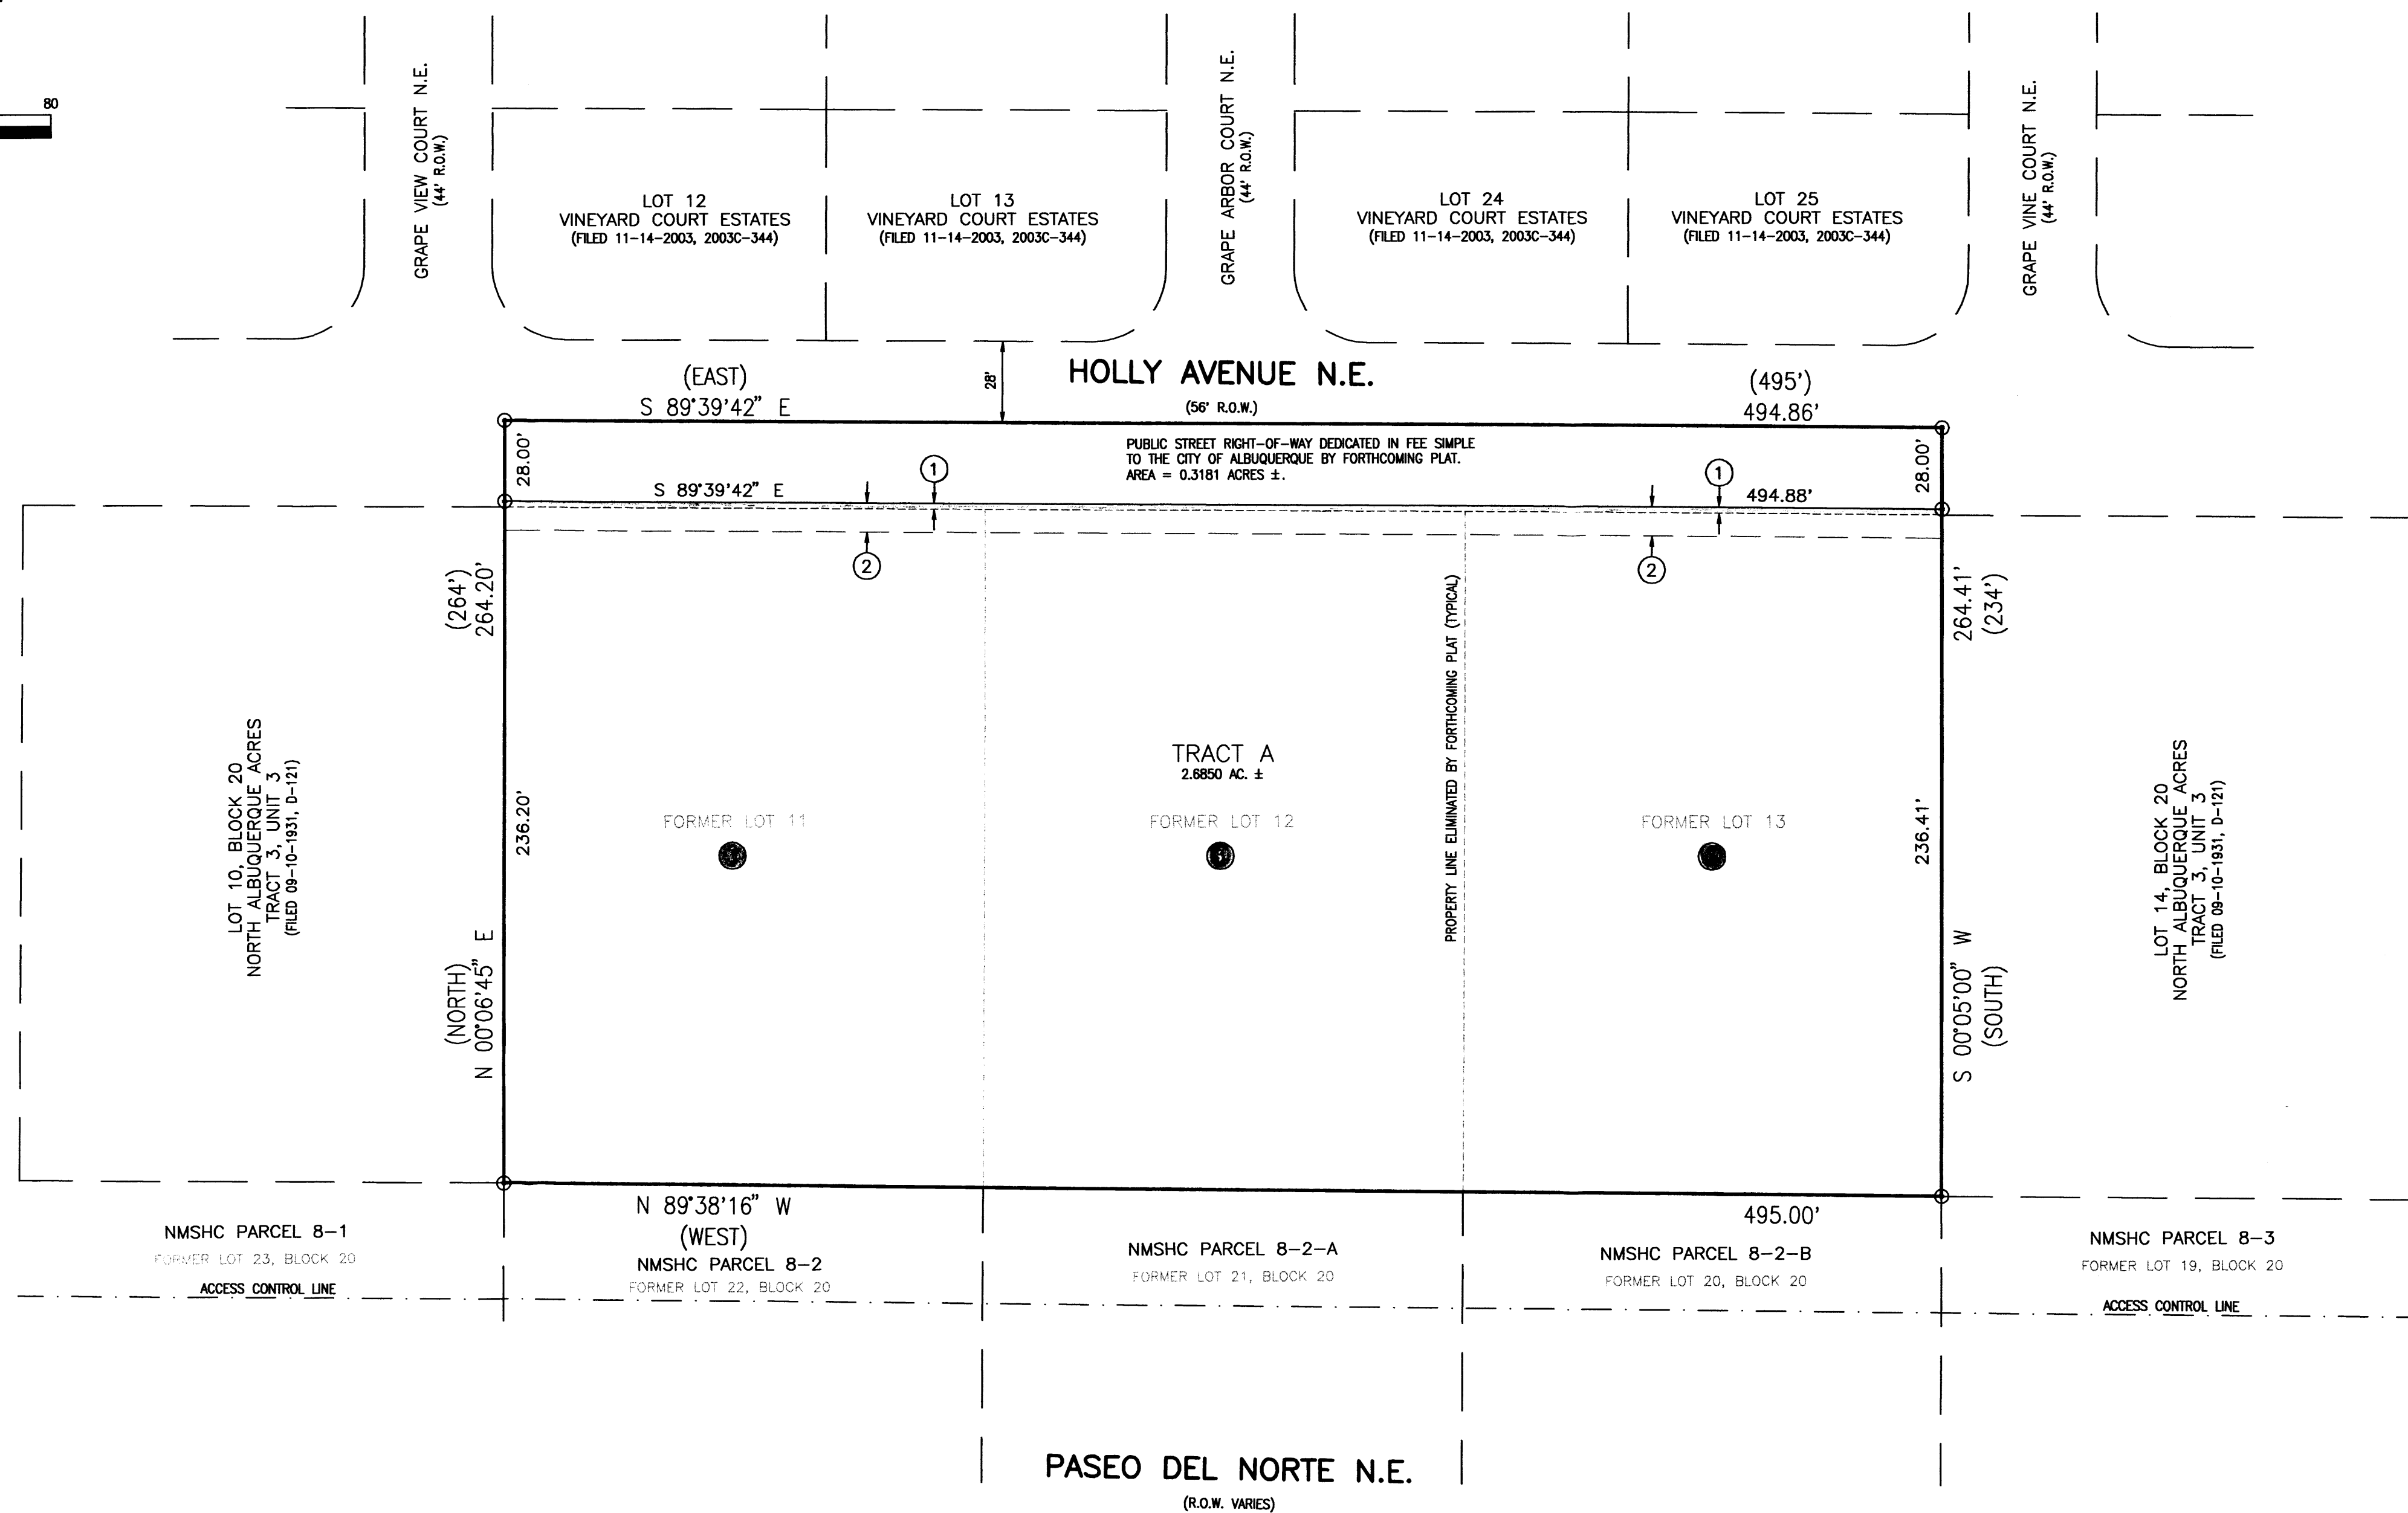 80
GRAPE VIEW COURT N.E.
(44' R.O.W.)
LOT 12
VINEYARD COURT ESTATES
(FILED 11-14-2003, 2003C-344)
LOT 13
VINEYARD COURT ESTATES
(FILED 11-14-2003, 2003C-344)
GRAPE ARBOR COURT N.E.
(44' R.O.W.)
LOT 24
VINEYARD COURT ESTATES
(FILED 11-14-2003, 2003C-344)
LOT 25
VINEYARD COURT ESTATES
(FILED 11-14-2003, 2003C-344)
GRAPE VINE COURT N.E.
(44' R.O.W.)
(EAST)
S 89°39'42" E
28'
HOLLY AVENUE N.E.
(56' R.O.W.)
(495')
494.86'
28.00'
PUBLIC STREET RIGHT-OF-WAY DEDICATED IN FEE SIMPLE
TO THE CITY OF ALBUQUERQUE BY FORTHCOMING PLAT.
AREA = 0.3181 ACRES ±.
28.00'
1
1
S 89°39'42" E
494.88'
2
2
(264')
264.20'
264.41'
(234')
PROPERTY LINE ELIMINATED BY FORTHCOMING PLAT (TYPICAL)
LOT 10, BLOCK 20
NORTH ALBUQUERQUE ACRES
TRACT 3, UNIT 3
(FILED 09-10-1931, D-121)
236.20'
TRACT A
2.6850 AC. ±
FORMER LOT 11
FORMER LOT 12
FORMER LOT 13
236.41'
LOT 14, BLOCK 20
NORTH ALBUQUERQUE ACRES
TRACT 3, UNIT 3
(FILED 09-10-1931, D-121)
(NORTH)
N 00°06'45" E
S 00°05'00" W
(SOUTH)
N 89°38'16" W
(WEST)
495.00'
NMSHC PARCEL 8-1
FORMER LOT 23, BLOCK 20
ACCESS CONTROL LINE
NMSHC PARCEL 8-2
FORMER LOT 22, BLOCK 20
NMSHC PARCEL 8-2-A
FORMER LOT 21, BLOCK 20
NMSHC PARCEL 8-2-B
FORMER LOT 20, BLOCK 20
NMSHC PARCEL 8-3
FORMER LOT 19, BLOCK 20
ACCESS CONTROL LINE
PASEO DEL NORTE N.E.
(R.O.W. VARIES)